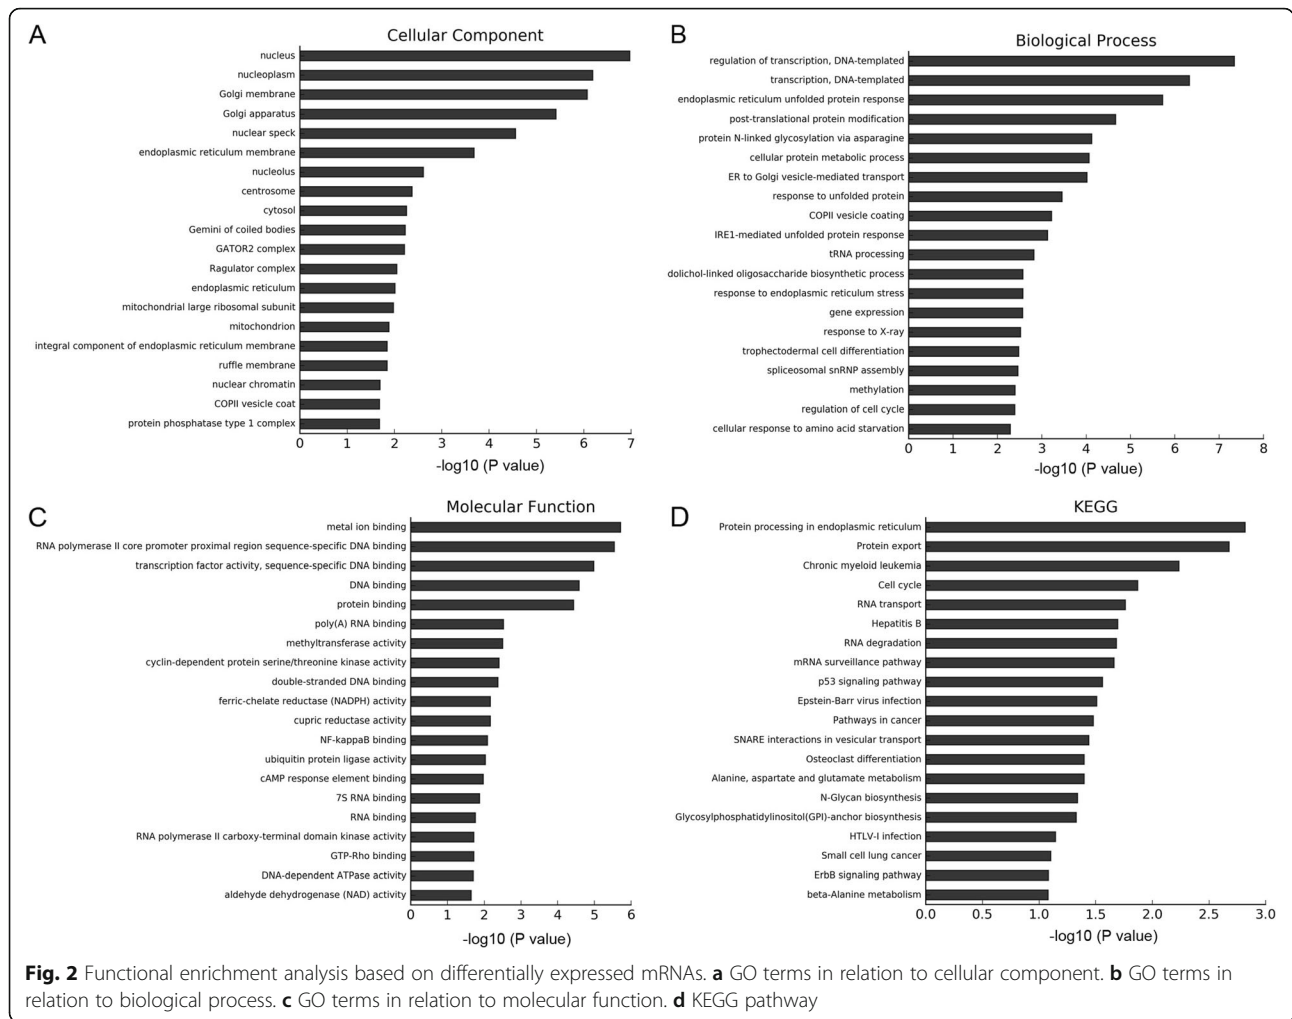 A
Cellular Component
nucleus
nucleoplasm
Golgi membrane
Golgi apparatus
nuclear speck
endoplasmic reticulum membrane
nucleolus
centrosome
cytosol
Gemini of coiled bodies
GATOR2 complex
Ragulator complex
endoplasmic reticulum
mitochondrial large ribosomal subunit
mitochondrion
integral component of endoplasmic reticulum membrane
ruffle membrane
nuclear chromatin
COPII vesicle coat
protein phosphatase type 1 complex
0 1 2 3 4 5 6 7
-log10 (P value)
B
Biological Process
regulation of transcription, DNA-templated
transcription, DNA-templated
endoplasmic reticulum unfolded protein response
post-translational protein modification
protein N-linked glycosylation via asparagine
cellular protein metabolic process
ER to Golgi vesicle-mediated transport
response to unfolded protein
COPII vesicle coating
IRE1-mediated unfolded protein response
tRNA processing
dolichol-linked oligosaccharide biosynthetic process
response to endoplasmic reticulum stress
gene expression
response to X-ray
trophectodermal cell differentiation
spliceosomal snRNP assembly
methylation
regulation of cell cycle
cellular response to amino acid starvation
0 1 2 3 4 5 6 7 8
-log10 (P value)
C
Molecular Function
metal ion binding
RNA polymerase II core promoter proximal region sequence-specific DNA binding
transcription factor activity, sequence-specific DNA binding
DNA binding
protein binding
poly(A) RNA binding
methyltransferase activity
cyclin-dependent protein serine/threonine kinase activity
double-stranded DNA binding
ferric-chelate reductase (NADPH) activity
cupric reductase activity
NF-kappaB binding
ubiquitin protein ligase activity
cAMP response element binding
7S RNA binding
RNA binding
RNA polymerase II carboxy-terminal domain kinase activity
GTP-Rho binding
DNA-dependent ATPase activity
aldehyde dehydrogenase (NAD) activity
0 1 2 3 4 5 6
-log10 (P value)
D
KEGG
Protein processing in endoplasmic reticulum
Protein export
Chronic myeloid leukemia
Cell cycle
RNA transport
Hepatitis B
RNA degradation
mRNA surveillance pathway
p53 signaling pathway
Epstein-Barr virus infection
Pathways in cancer
SNARE interactions in vesicular transport
Osteoclast differentiation
Alanine, aspartate and glutamate metabolism
N-Glycan biosynthesis
Glycosylphosphatidylinositol(GPI)-anchor biosynthesis
HTLV-I infection
Small cell lung cancer
ErbB signaling pathway
beta-Alanine metabolism
0.0 0.5 1.0 1.5 2.0 2.5 3.0
-log10 (P value)
Fig. 2 Functional enrichment analysis based on differentially expressed mRNAs. a GO terms in relation to cellular component. b GO terms in
relation to biological process. c GO terms in relation to molecular function. d KEGG pathway